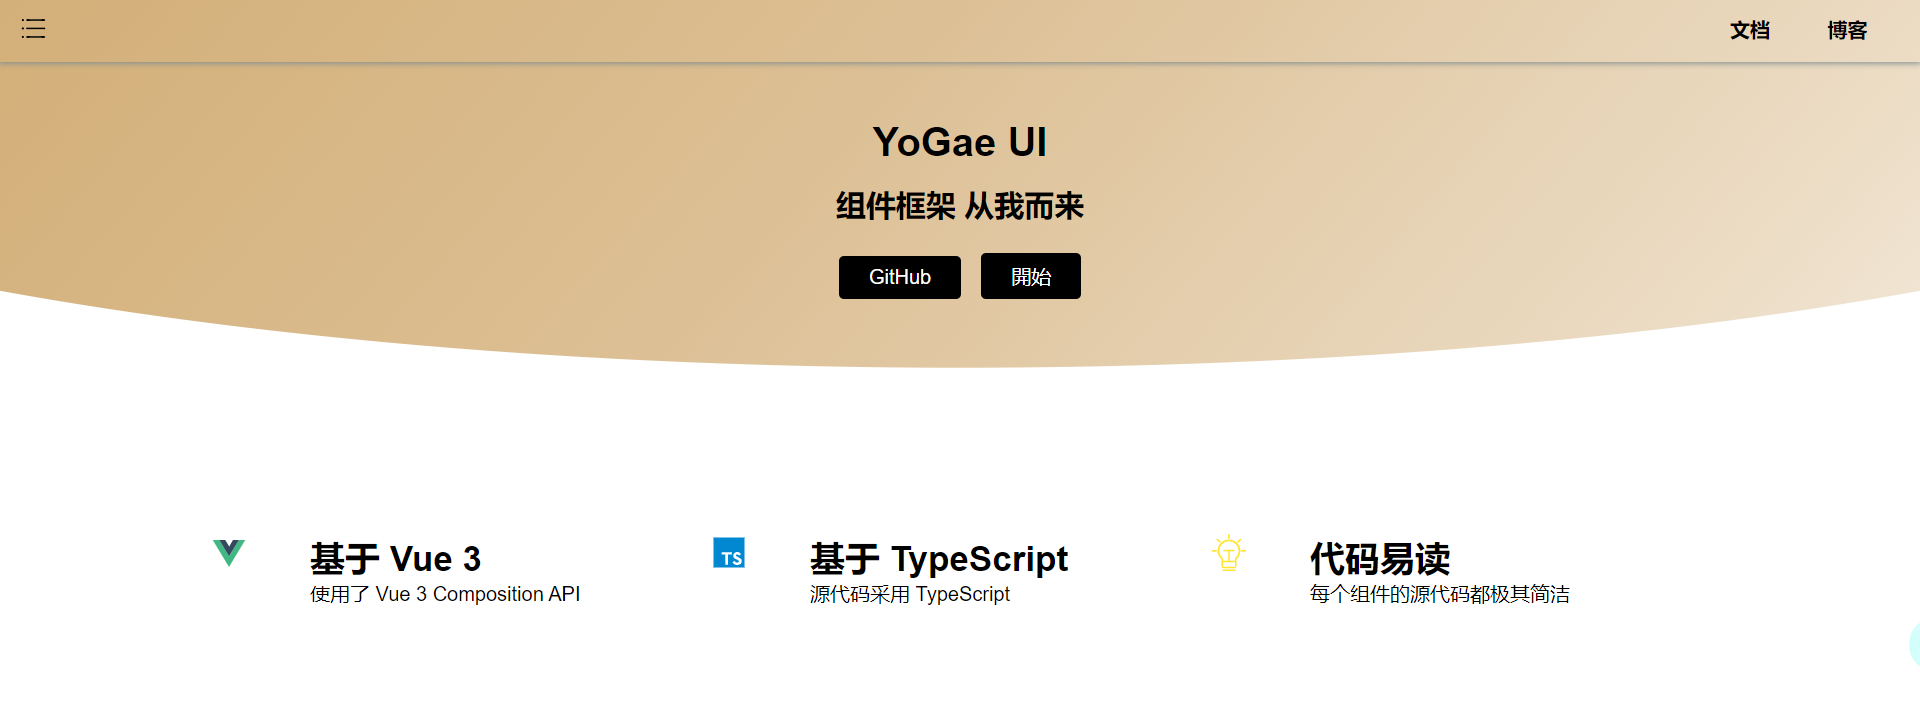 文档 博客
YoGae UI
组件框架 从我而来
GitHub 開始
基于 Vue 3
使用了 Vue 3 Composition API
TS
基于 TypeScript
源代码采用 TypeScript
代码易读
每个组件的源代码都极其简洁